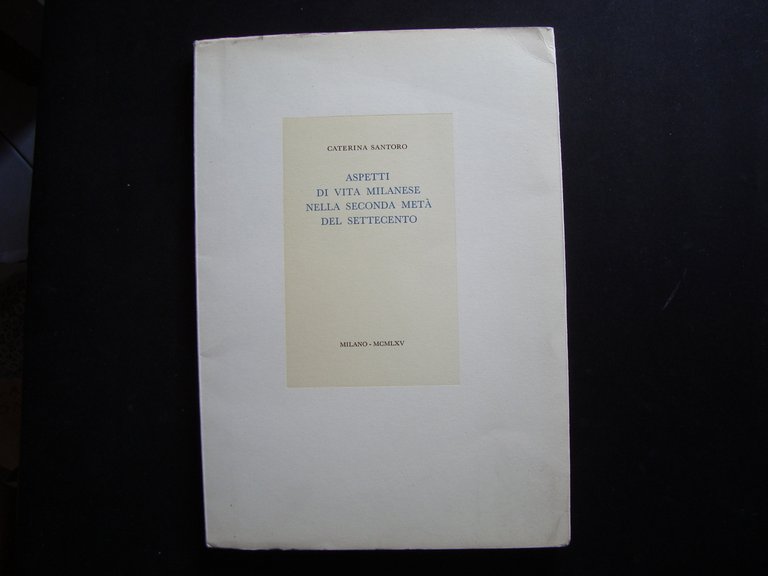 CATERINA SANTORO
ASPETTI
DI VITA MILANESE
NELLA SECONDA METÀ
DEL SETTECENTO
MILANO - MCMLXV